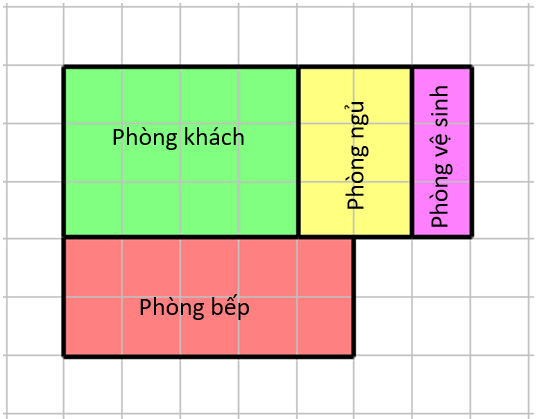 Phòng khách
Phòng ngủ
Phòng vệ sinh
Phòng bếp